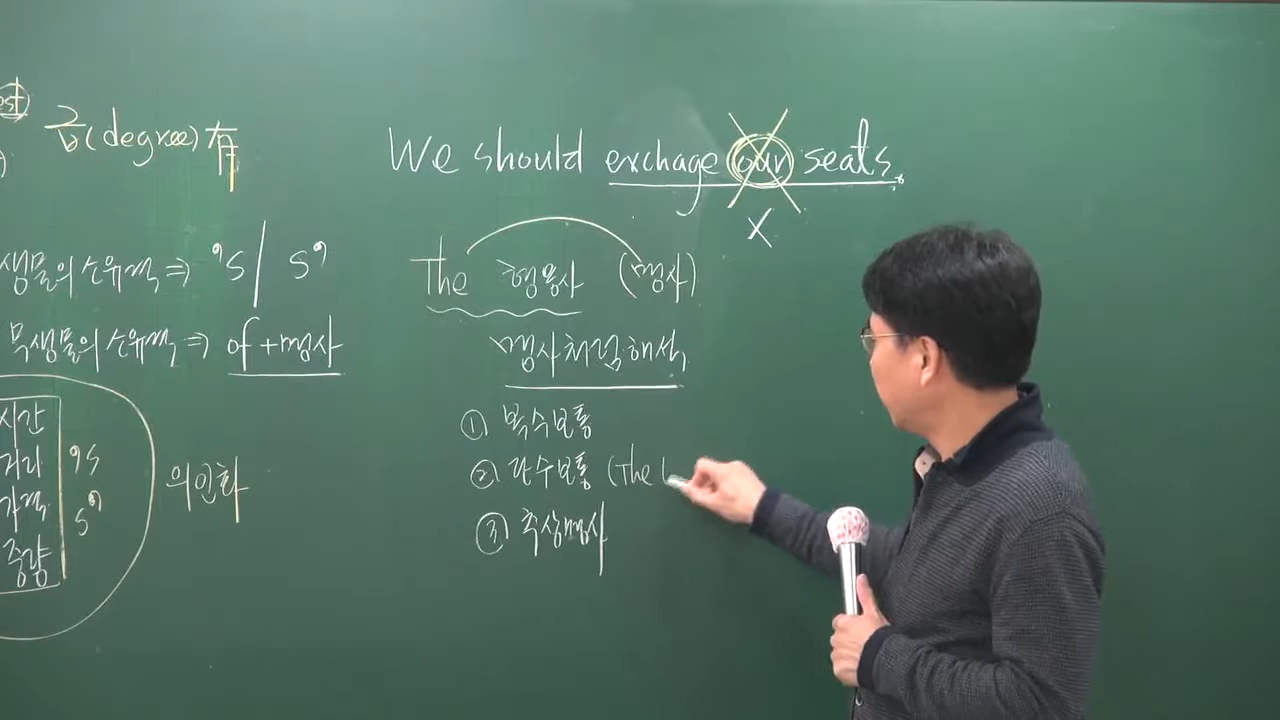 est)
(degree) 有
생물의 소유격 ⇒ 's / s'
무생물의 소유격 ⇒ of + 명사
시간
거리
가격
중량
's
s'
의인화
We should exchage our seats.
X
The 형용사 (명사)
명사처럼 해석
① 복수보통
② 단수보통 (The
③ 추상명사